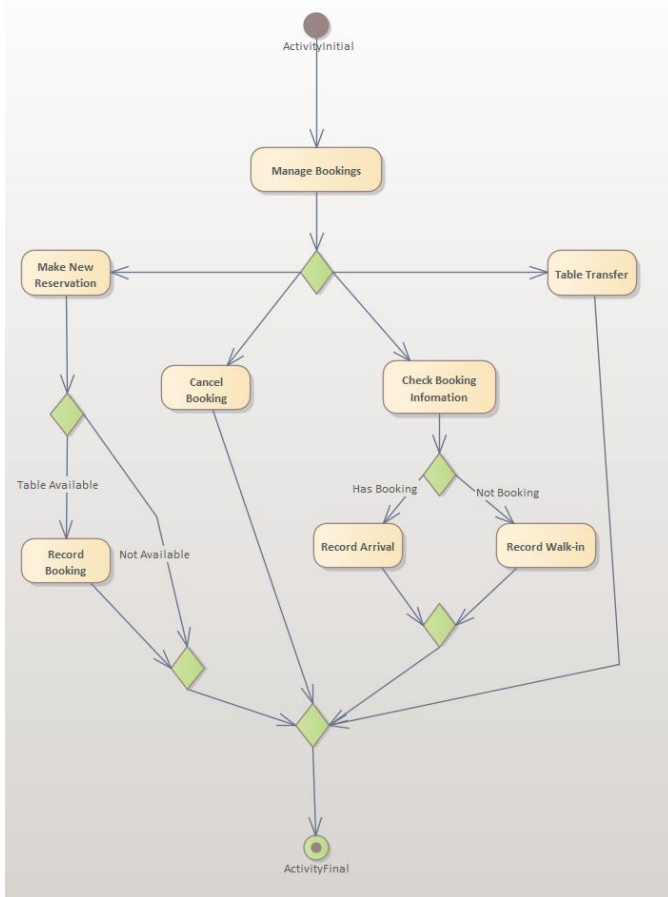 ActivityInitial
Manage Bookings
Make New
Reservation
Table Transfer
Cancel
Booking
Check Booking
Infomation
Table Available
Has Booking
Not Booking
Not Available
Record
Booking
Record Arrival
Record Walk-in
ActivityFinal